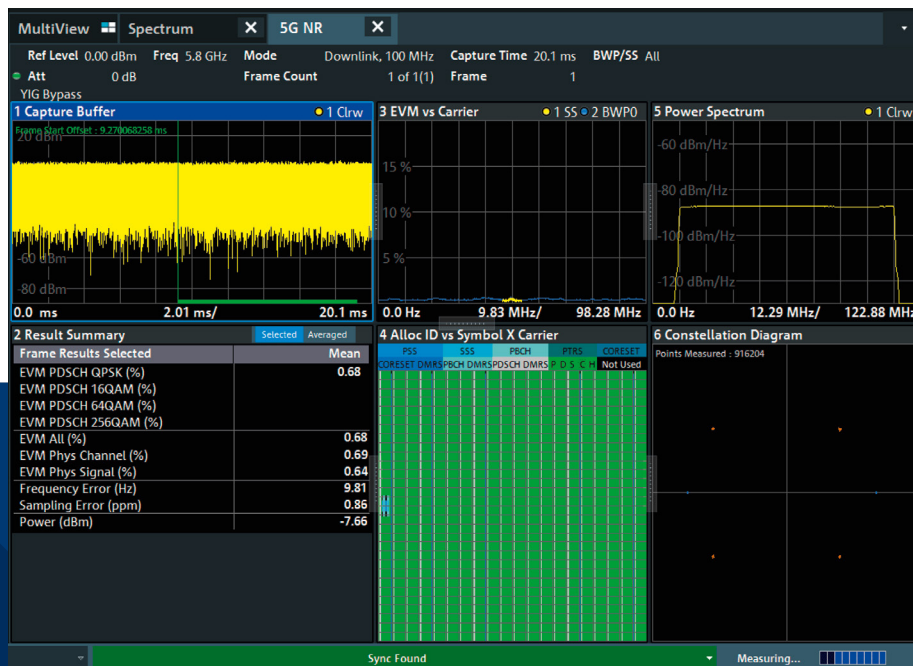 MultiView Spectrum X 5G NR X
Ref Level 0.00 dBm Freq 5.8 GHz Mode Downlink, 100 MHz Capture Time 20.1 ms BWP/SS All
Att 0 dB Frame Count 1 of 1(1) Frame 1
YIG Bypass
1 Capture Buffer 1 Clrw
Frame Start Offset : 9.270068258 ms
20 dBm
-60 dBm
-80 dBm
0.0 ms 2.01 ms/ 20.1 ms
3 EVM vs Carrier 1 SS 2 BWP0
15 %
10 %
5 %
0.0 Hz 9.83 MHz/ 98.28 MHz
5 Power Spectrum 1 Clrw
-60 dBm/Hz
-80 dBm/Hz
-100 dBm/Hz
-120 dBm/Hz
0.0 Hz 12.29 MHz/ 122.88 MHz
2 Result Summary Selected Averaged
Frame Results Selected Mean
EVM PDSCH QPSK (%) 0.68
EVM PDSCH 16QAM (%)
EVM PDSCH 64QAM (%)
EVM PDSCH 256QAM (%)
EVM All (%) 0.68
EVM Phys Channel (%) 0.69
EVM Phys Signal (%) 0.64
Frequency Error (Hz) 9.81
Sampling Error (ppm) 0.86
Power (dBm) -7.66
4 Alloc ID vs Symbol X Carrier
PSS SSS PBCH PTRS CORESET
CORESET DMRS PBCH DMRS PDSCH DMRS P D S C H Not Used
6 Constellation Diagram
Points Measured : 916204
Sync Found
Measuring...